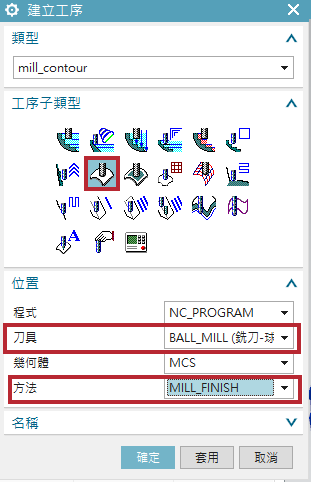 建立工序
類型
mill_contour
工序子類型
A
位置
程式 NC_PROGRAM
刀具 BALL_MILL (銑刀-球
幾何體 MCS
方法 MILL_FINISH
名稱
確定 套用 取消